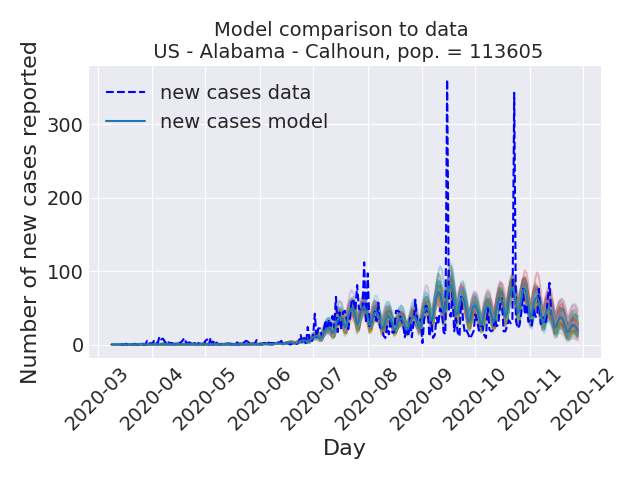 Model comparison to data
US - Alabama - Calhoun, pop. = 113605
Number of new cases reported
new cases data
new cases model
300
200
100
0
2020-03
2020-04
2020-05
2020-06
2020-07
2020-08
2020-09
2020-10
2020-11
2020-12
Day